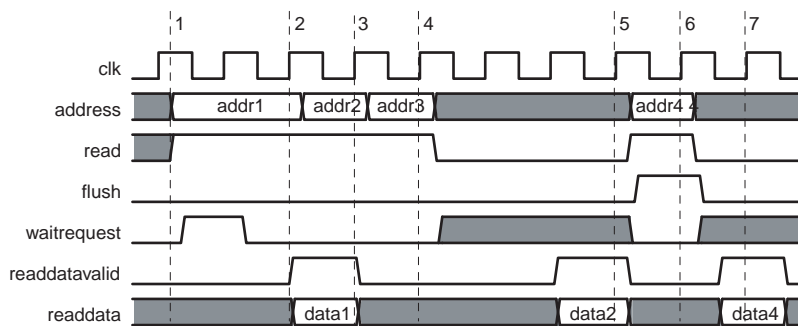 1 2 3 4 5 6 7
clk
address addr1 addr2 addr3 addr4 4
read
flush
waitrequest
readdatavalid
readdata data1 data2 data4